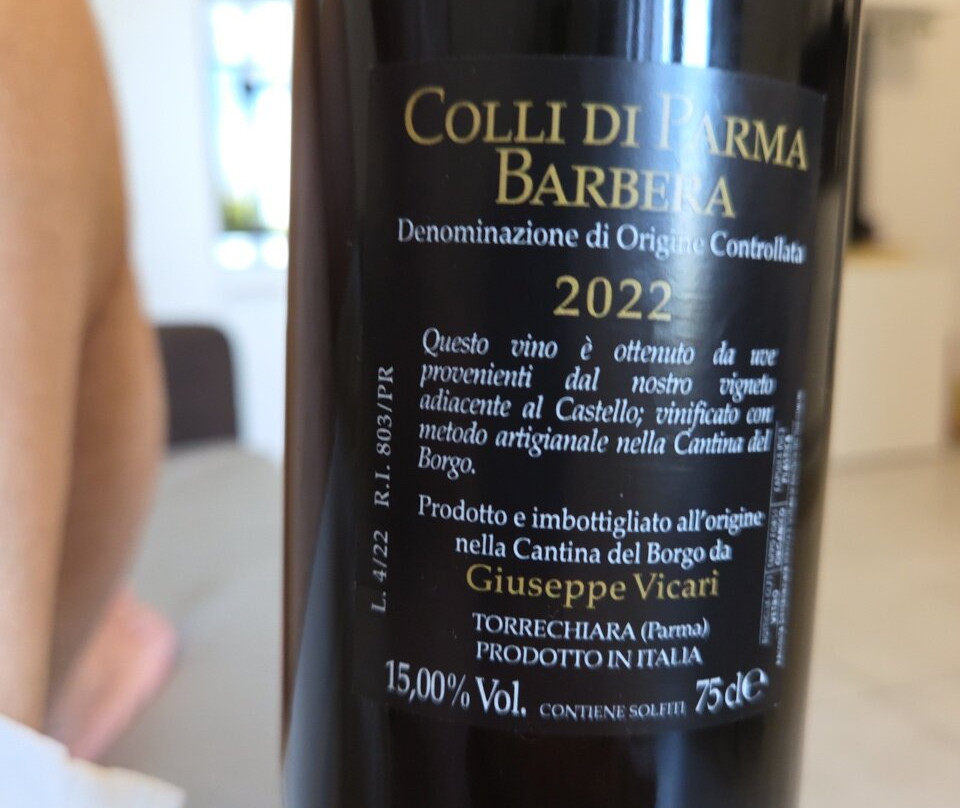 COLLI DI PARMA
BARBERA
Denominazione di Origine Controllata
2022
Questo vino è ottenuto da uve
provenienti dal nostro vigneto
adiacente al Castello; vinificato con
metodo artigianale nella Cantina del
Borgo.
Prodotto e imbottigliato all'origine
nella Cantina del Borgo da
Giuseppe Vicari
TORRECHIARA (Parma)
PRODOTTO IN ITALIA
15,00% Vol. CONTIENE SOLFITI 75 cl e
L. 4/22 R.I. 803/PR